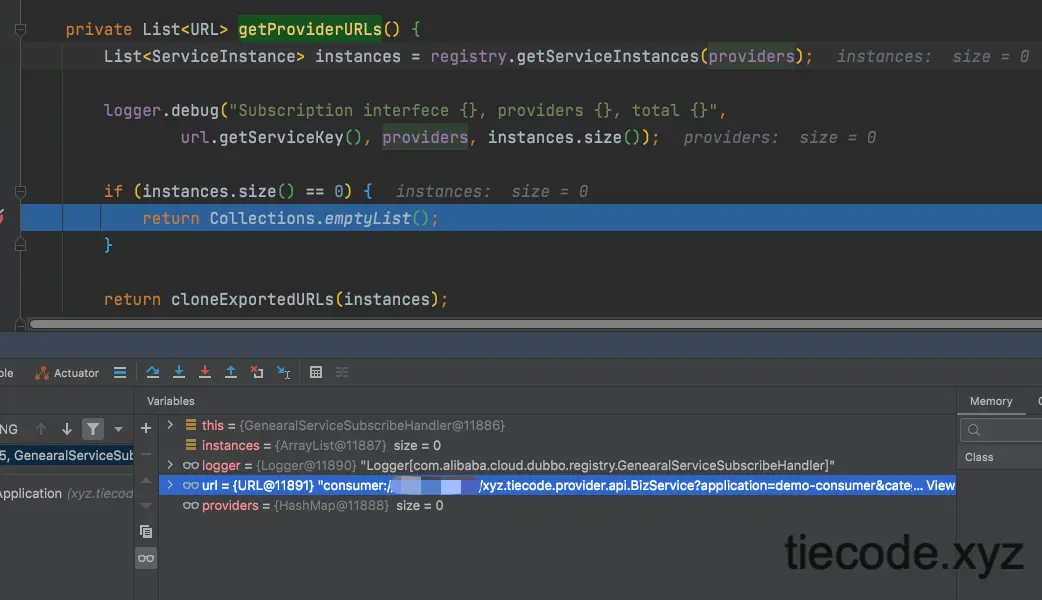 private List<URL> getProviderURLs() {
List<ServiceInstance> instances = registry.getServiceInstances(providers);   instances:  size = 0
logger.debug("Subscription interfece {}, providers {}, total {}",
url.getServiceKey(), providers, instances.size());   providers:  size = 0
if (instances.size() == 0) {   instances:  size = 0
return Collections.emptyList();
}
return cloneExportedURLs(instances);
ole   Actuator
Variables   Memory
NG
this = {GenearalServiceSubscribeHandler@11886}
5, GenearalServiceSub   instances = {ArrayList@11887}  size = 0   Class
logger = {Logger@11890} "Logger[com.alibaba.cloud.dubbo.registry.GenearalServiceSubscribeHandler]"
url = {URL@11891} "consumer:/ /xyz.tiecode.provider.api.BizService?application=demo-consumer&cate... View
Application (xyz.tiecod   providers = {HashMap@11888}  size = 0
tiecode.xyz